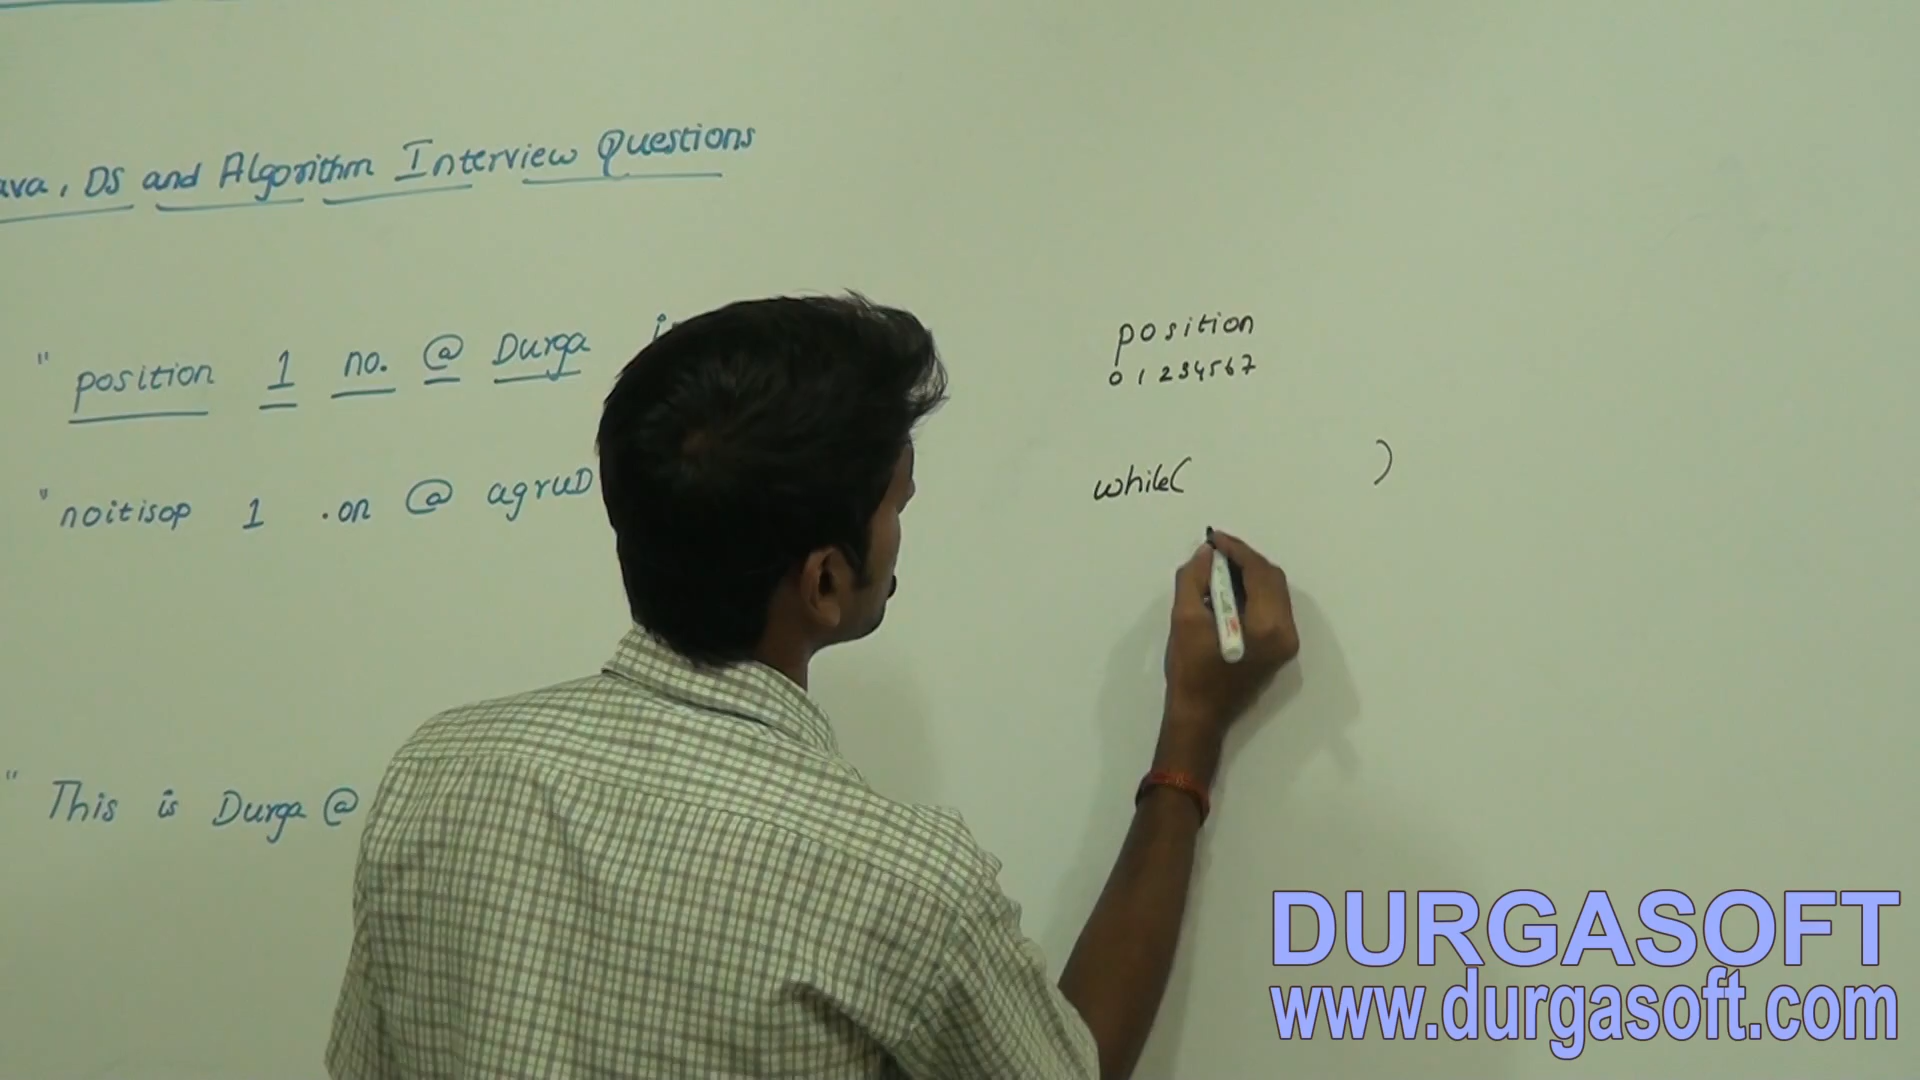 ava, DS and Algorithm Interview Questions
" position 1 no. @ Durga
" noitisop 1 .on @ agruD
" This is Durga @
position
0 1 2 3 4 5 6 7
while( )
DURGASOFT
www.durgasoft.com